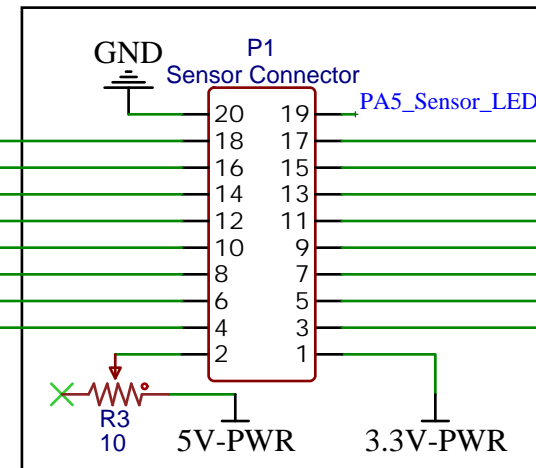 GND
P1
Sensor Connector
PA5_Sensor_LED
20 19
18 17
16 15
14 13
12 11
10 9
8 7
6 5
4 3
2 1
R3
10
5V-PWR
3.3V-PWR